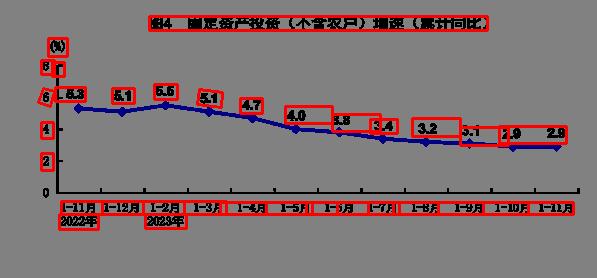 图4 固定资产投资（不含农户）增速（累计同比）
(%)
8
6
4
2
0
5.3 5.1 5.5 5.1 4.7 4.0 3.8 3.4 3.2 3.1 2.9 2.9
1-11月 1-12月 1-2月 1-3月 1-4月 1-5月 1-6月 1-7月 1-8月 1-9月 1-10月 1-11月
2022年 2023年